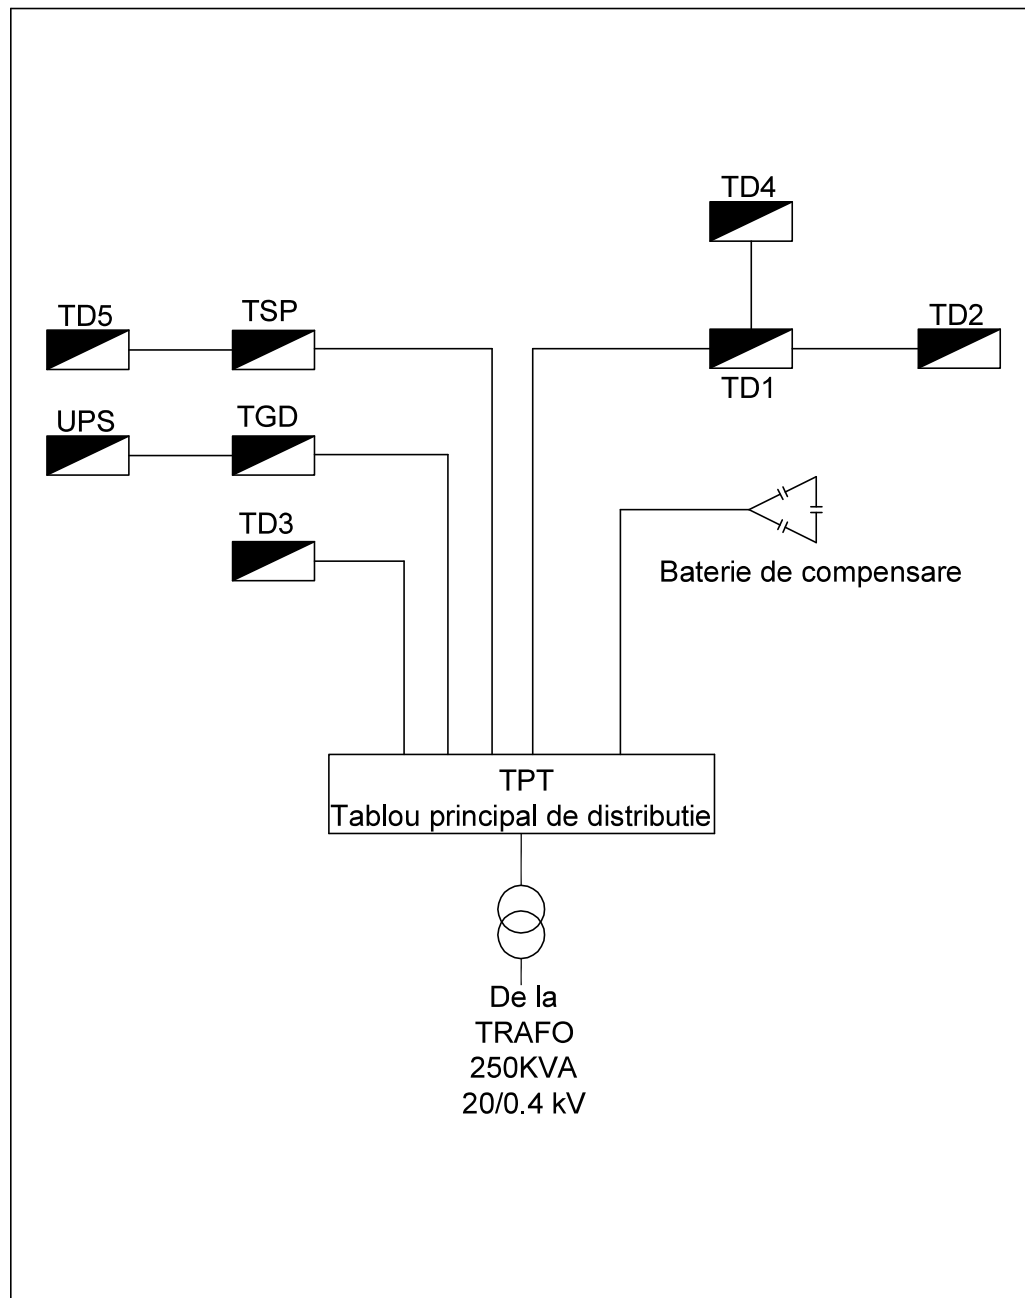 TD4
TD5
TSP
TD2
TD1
UPS
TGD
TD3
Baterie de compensare
TPT
Tablou principal de distributie
De la
TRAFO
250KVA
20/0.4 kV